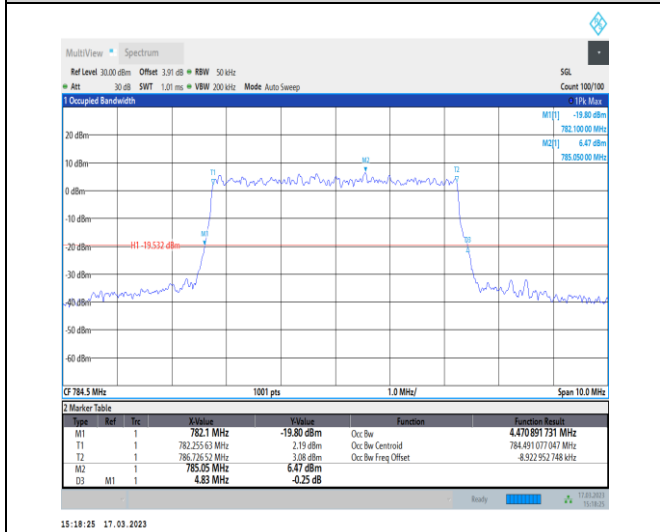 MultiView Spectrum
Ref Level 30.00 dBm Offset 3.91 dB RBW 50 kHz SGL
Att 30 dB SWT 1.01 ms VBW 200 kHz Mode Auto Sweep Count 100/100
1 Occupied Bandwidth 1Pk Max
M1[1] -19.80 dBm
782.100 00 MHz
M2[1] 6.47 dBm
785.050 00 MHz
20 dBm
10 dBm
0 dBm
-10 dBm
-20 dBm
-30 dBm
-40 dBm
-50 dBm
-60 dBm
T1
M2
T2
M1
H1 -19.532 dBm
D3
CF 784.5 MHz 1001 pts 1.0 MHz/ Span 10.0 MHz
2 Marker Table
Type Ref Trc X-Value Y-Value Function Function Result
M1 1 782.1 MHz -19.80 dBm Occ Bw 4.470 891 731 MHz
T1 1 782.255 63 MHz 2.19 dBm Occ Bw Centroid 784.491 077 047 MHz
T2 1 786.726 52 MHz 3.08 dBm Occ Bw Freq Offset -8.922 952 748 kHz
M2 1 785.05 MHz 6.47 dBm
D3 M1 1 4.83 MHz -0.25 dB
Ready 17.03.2023
15:18:25
15:18:25 17.03.2023